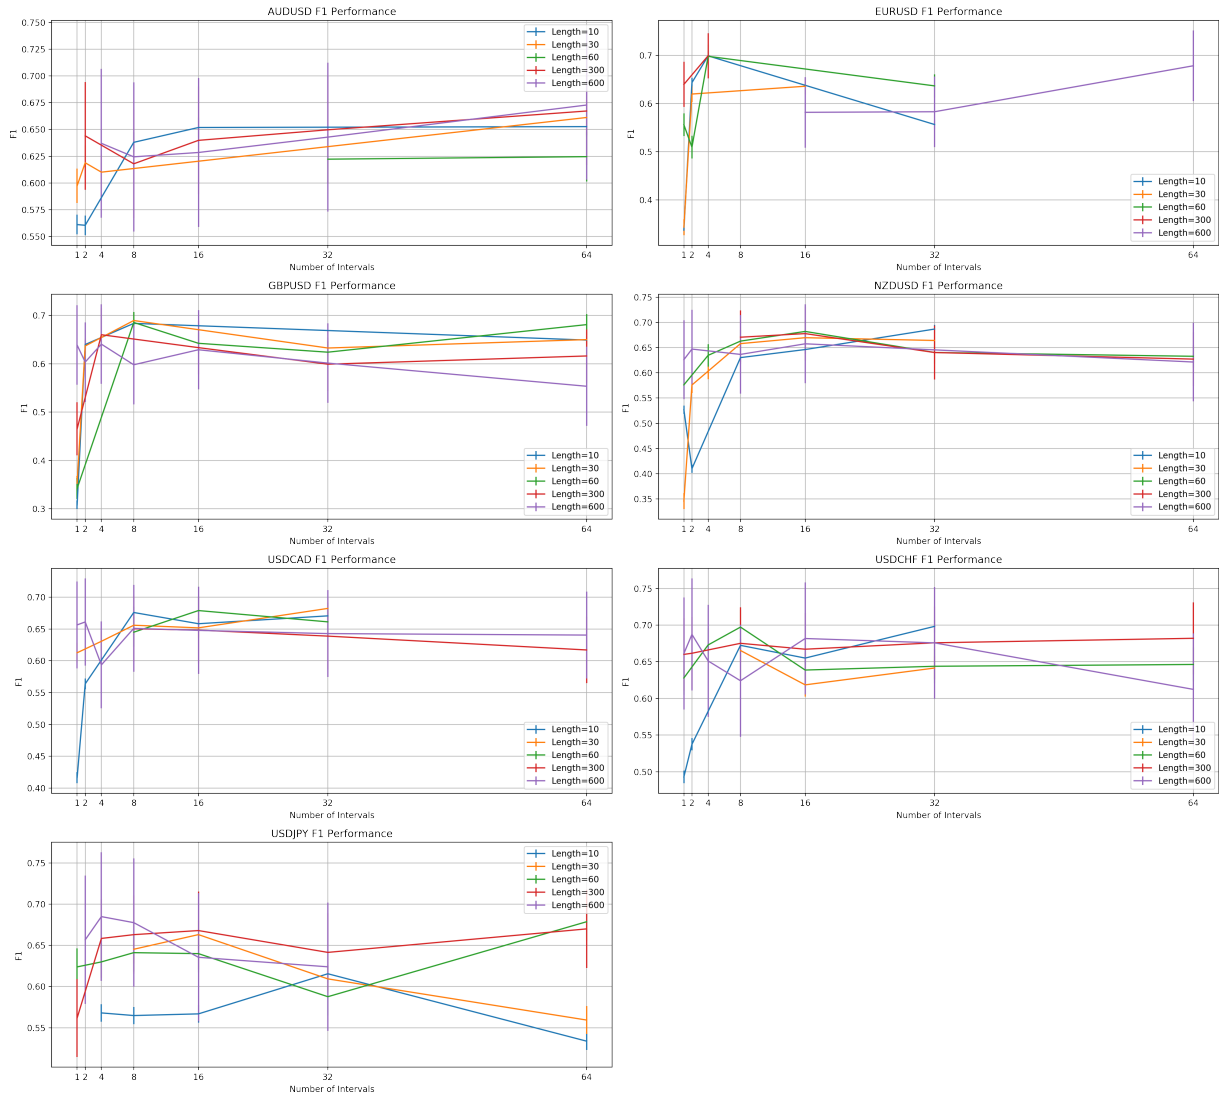 AUDUSD F1 Performance
0.750
0.725
0.700
0.675
0.650
0.625
0.600
0.575
0.550
F1
1 2 4 8 16 32 64
Number of Intervals
Length=10
Length=30
Length=60
Length=300
Length=600
EURUSD F1 Performance
0.7
0.6
0.5
0.4
F1
1 2 4 8 16 32 64
Number of Intervals
Length=10
Length=30
Length=60
Length=300
Length=600
GBPUSD F1 Performance
0.7
0.6
0.5
0.4
0.3
F1
1 2 4 8 16 32 64
Number of Intervals
Length=10
Length=30
Length=60
Length=300
Length=600
NZDUSD F1 Performance
0.75
0.70
0.65
0.60
0.55
0.50
0.45
0.40
0.35
F1
1 2 4 8 16 32 64
Number of Intervals
Length=10
Length=30
Length=60
Length=300
Length=600
USDCAD F1 Performance
0.70
0.65
0.60
0.55
0.50
0.45
0.40
F1
1 2 4 8 16 32 64
Number of Intervals
Length=10
Length=30
Length=60
Length=300
Length=600
USDCHF F1 Performance
0.75
0.70
0.65
0.60
0.55
0.50
F1
1 2 4 8 16 32 64
Number of Intervals
Length=10
Length=30
Length=60
Length=300
Length=600
USDJPY F1 Performance
0.75
0.70
0.65
0.60
0.55
F1
1 2 4 8 16 32 64
Number of Intervals
Length=10
Length=30
Length=60
Length=300
Length=600